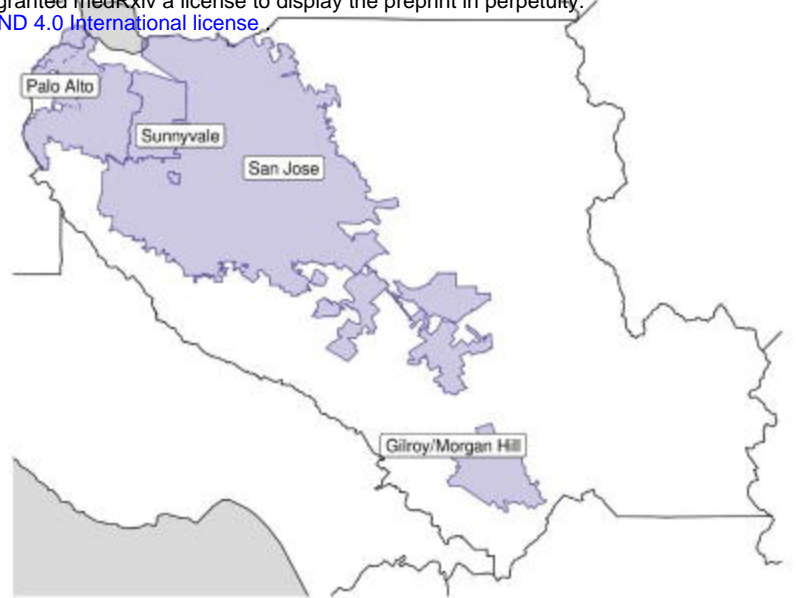 granted medRxiv a license to display the preprint in perpetuity.
ND 4.0 International license .
Palo Alto
Sunnyvale
San Jose
Gilroy/Morgan Hill